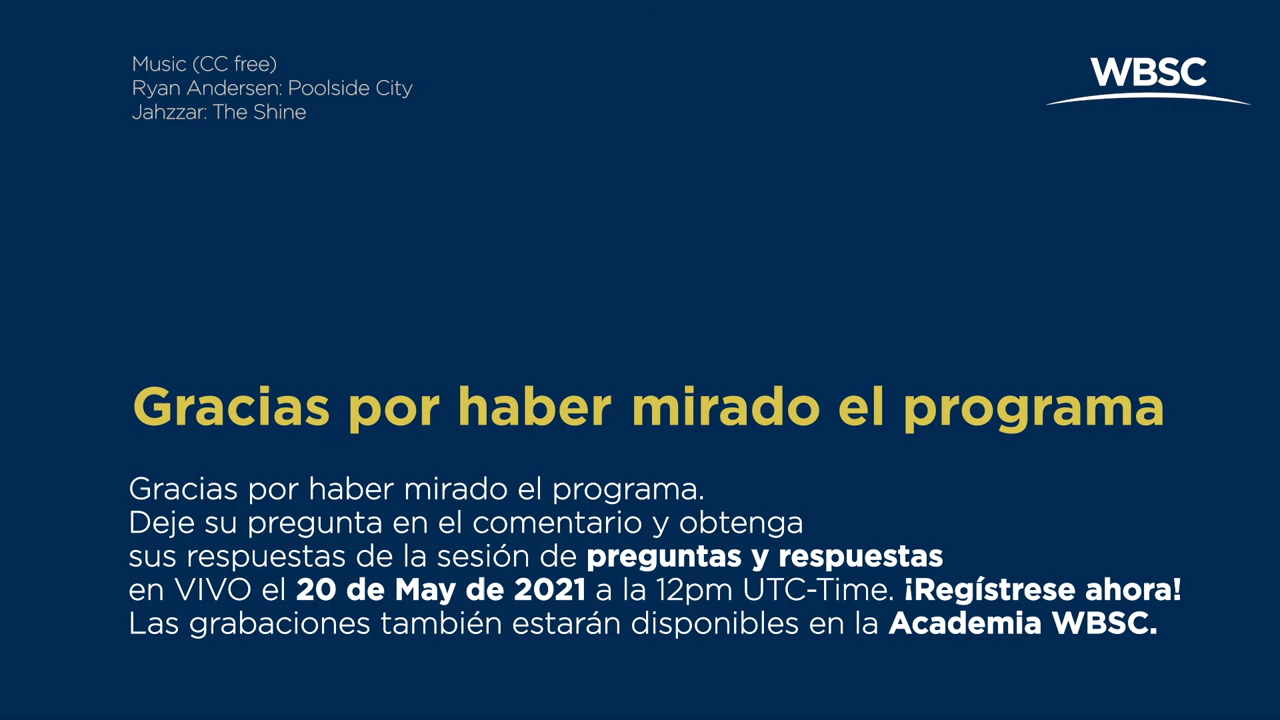 Music (CC free)
Ryan Andersen: Poolside City
Jahzzar: The Shine
WBSC
Gracias por haber mirado el programa
Gracias por haber mirado el programa.
Deje su pregunta en el comentario y obtenga
sus respuestas de la sesión de preguntas y respuestas
en VIVO el 20 de May de 2021 a la 12pm UTC-Time. ¡Regístrese ahora!
Las grabaciones también estarán disponibles en la Academia WBSC.